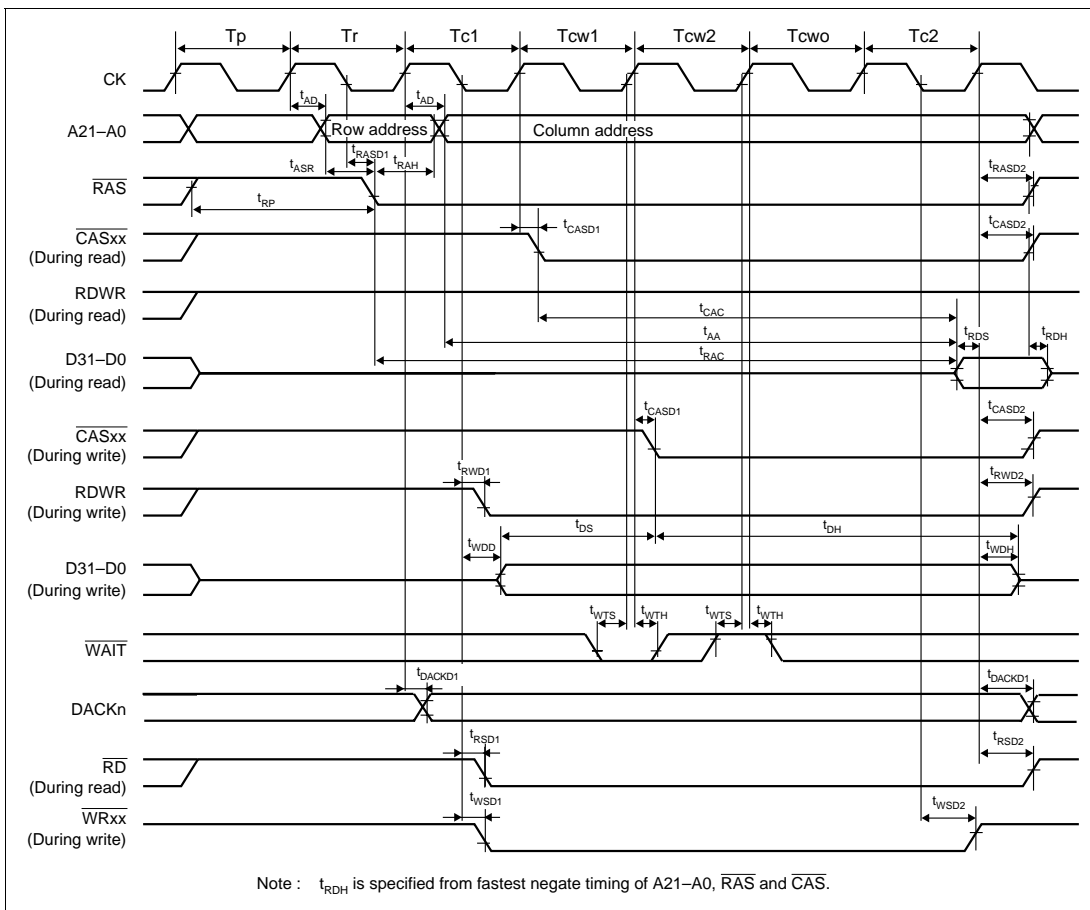 Tp Tr Tc1 Tcw1 Tcw2 Tcwo Tc2
CK
tAD tAD
A21–A0 Row address Column address
tRASD1
tASR tRAH
RAS tRASD2
tRP
CASxx tCASD1 tCASD2
(During read)
RDWR
(During read)
tCAC
tAA tRDS tRDH
D31–D0 tRAC
(During read)
tCASD1 tCASD2
CASxx
(During write)
tRWD1
RDWR tRWD2
(During write)
tDS tDH
tWDD tWDH
D31–D0
(During write)
tWTS tWTH tWTS tWTH
WAIT
tDACKD1 tDACKD1
DACKn
tRSD1 tRSD2
RD
(During read)
tWSD1 tWSD2
WRxx
(During write)
Note : tRDH is specified from fastest negate timing of A21–A0, RAS and CAS.